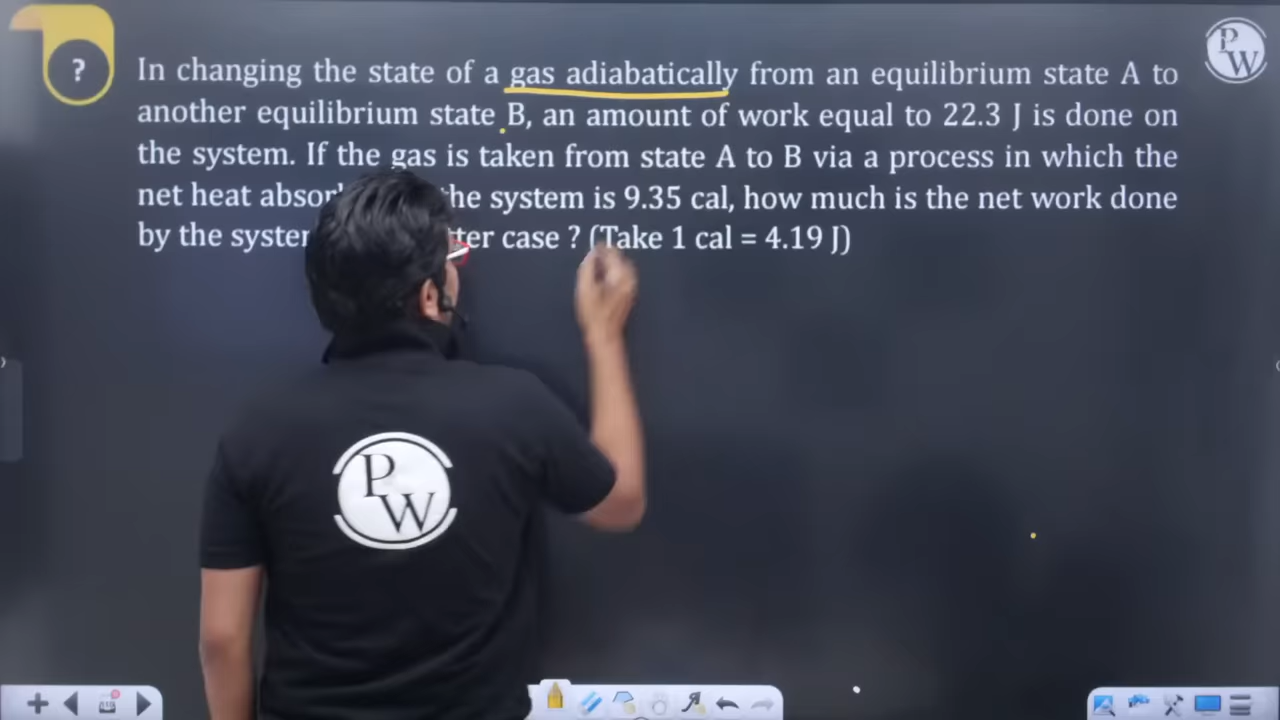 ?
In changing the state of a gas adiabatically from an equilibrium state A to
another equilibrium state B, an amount of work equal to 22.3 J is done on
the system. If the gas is taken from state A to B via a process in which the
net heat the system is 9.35 cal, how much is the net work done
by the case ? (Take 1 cal = 4.19 J)
PW
PW